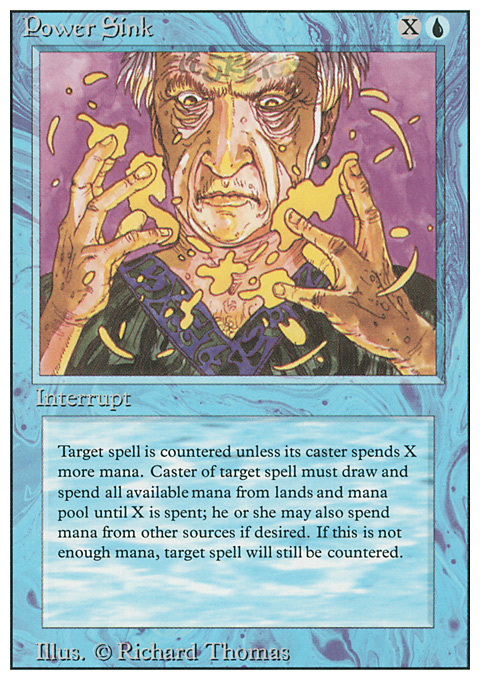 Power Sink X
Interrupt
Target spell is countered unless its caster spends X
more mana. Caster of target spell must draw and
spend all available mana from lands and mana
pool until X is spent; he or she may also spend
mana from other sources if desired. If this is not
enough mana, target spell will still be countered.
Illus. © Richard Thomas